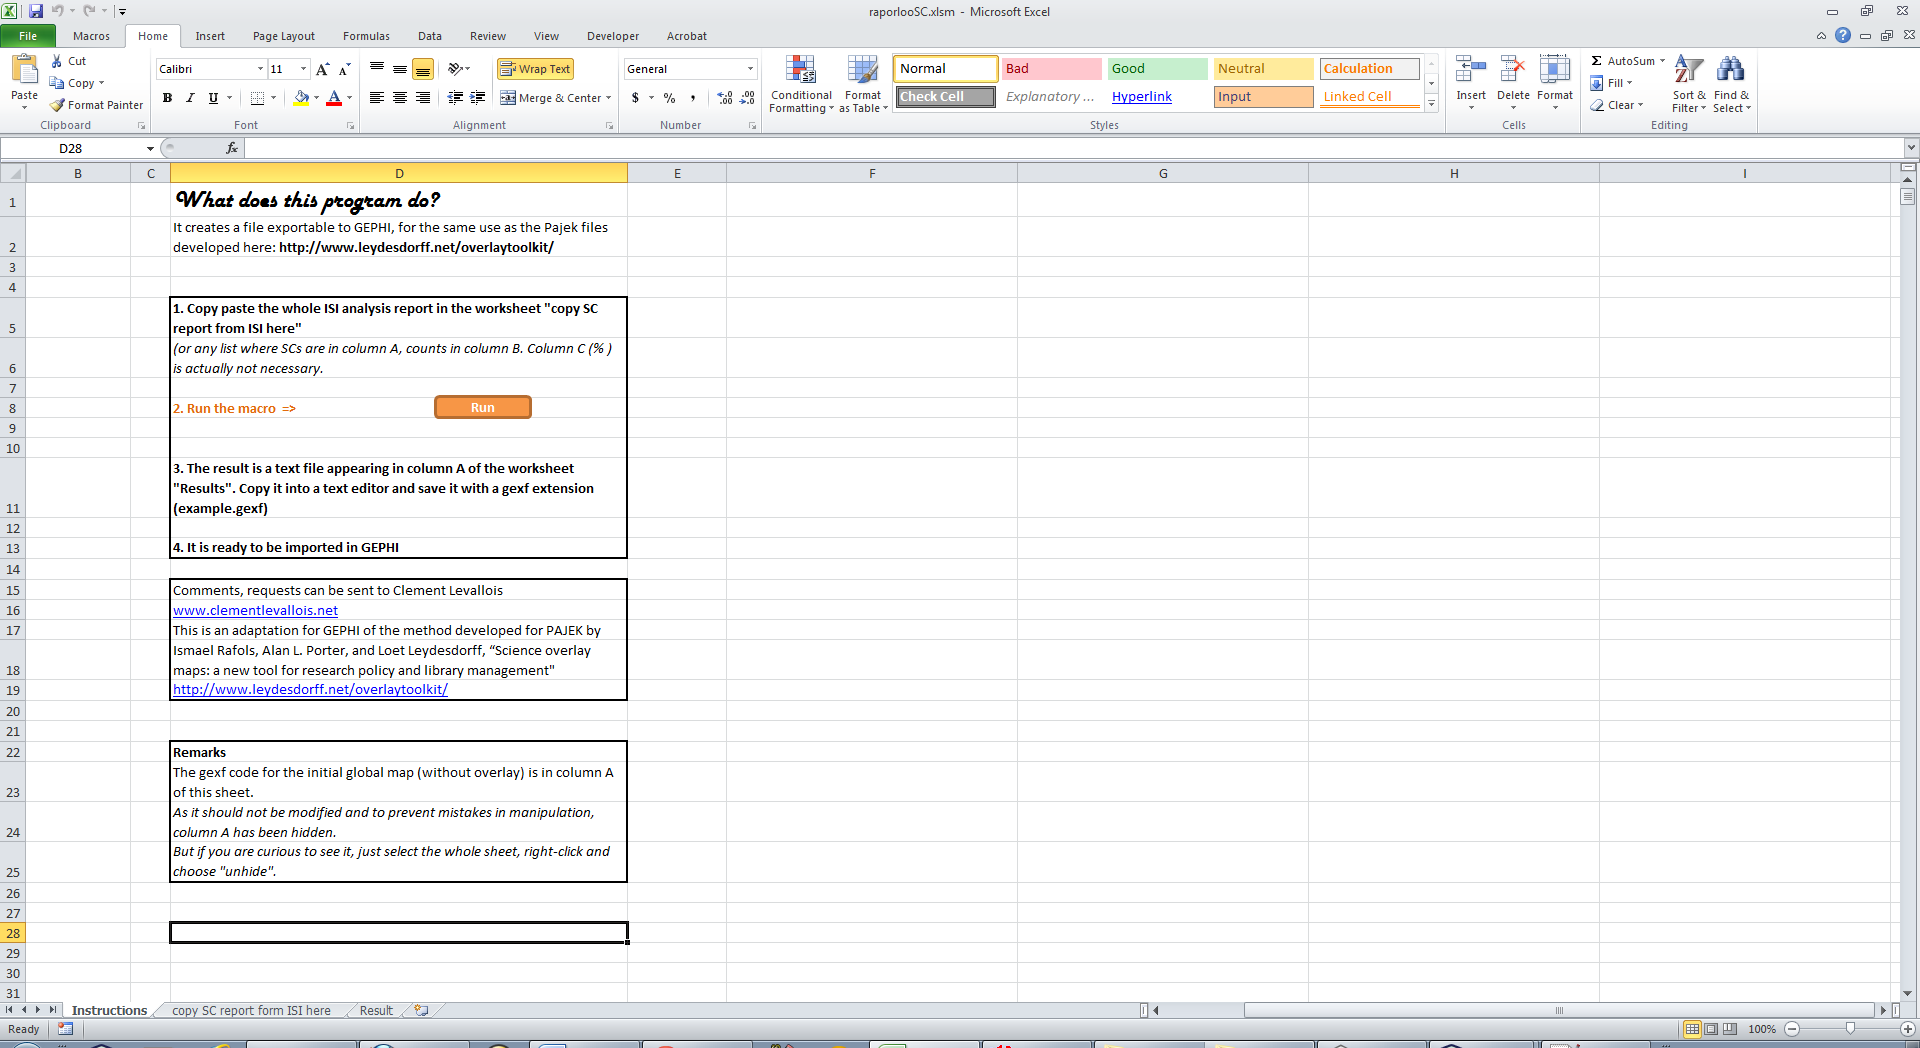 raporlooSC.xlsm - Microsoft Excel
File Macros Home Insert Page Layout Formulas Data Review View Developer Acrobat
Paste
Cut
Copy
Format Painter
Clipboard
Calibri 11
B I U A
Font
Wrap Text
Merge & Center
Alignment
General
$ % ,
Number
Conditional Formatting
Format as Table
Normal Bad Good Neutral Calculation
Check Cell Explanatory ... Hyperlink Input Linked Cell
Styles
Insert Delete Format
Cells
AutoSum
Fill
Clear
Sort & Filter
Find & Select
Editing
D28 fx
B C D E F G H I
1 What does this program do?
It creates a file exportable to GEPHI, for the same use as the Pajek files
2 developed here: http://www.leydesdorff.net/overlaytoolkit/
3
4
1. Copy paste the whole ISI analysis report in the worksheet "copy SC
5 report from ISI here"
(or any list where SCs are in column A, counts in column B. Column C (% )
6 is actually not necessary.
7
8 2. Run the macro => Run
9
10
3. The result is a text file appearing in column A of the worksheet
"Results". Copy it into a text editor and save it with a gexf extension
11 (example.gexf)
12
13 4. It is ready to be imported in GEPHI
14
15 Comments, requests can be sent to Clement Levallois
16 www.clementlevallois.net
17 This is an adaptation for GEPHI of the method developed for PAJEK by
Ismael Rafols, Alan L. Porter, and Loet Leydesdorff, “Science overlay
18 maps: a new tool for research policy and library management"
19 http://www.leydesdorff.net/overlaytoolkit/
20
21
22 Remarks
The gexf code for the initial global map (without overlay) is in column A
23 of this sheet.
As it should not be modified and to prevent mistakes in manipulation,
24 column A has been hidden.
But if you are curious to see it, just select the whole sheet, right-click and
25 choose "unhide".
26
27
28
29
30
31
Instructions copy SC report form ISI here Result
Ready 100%